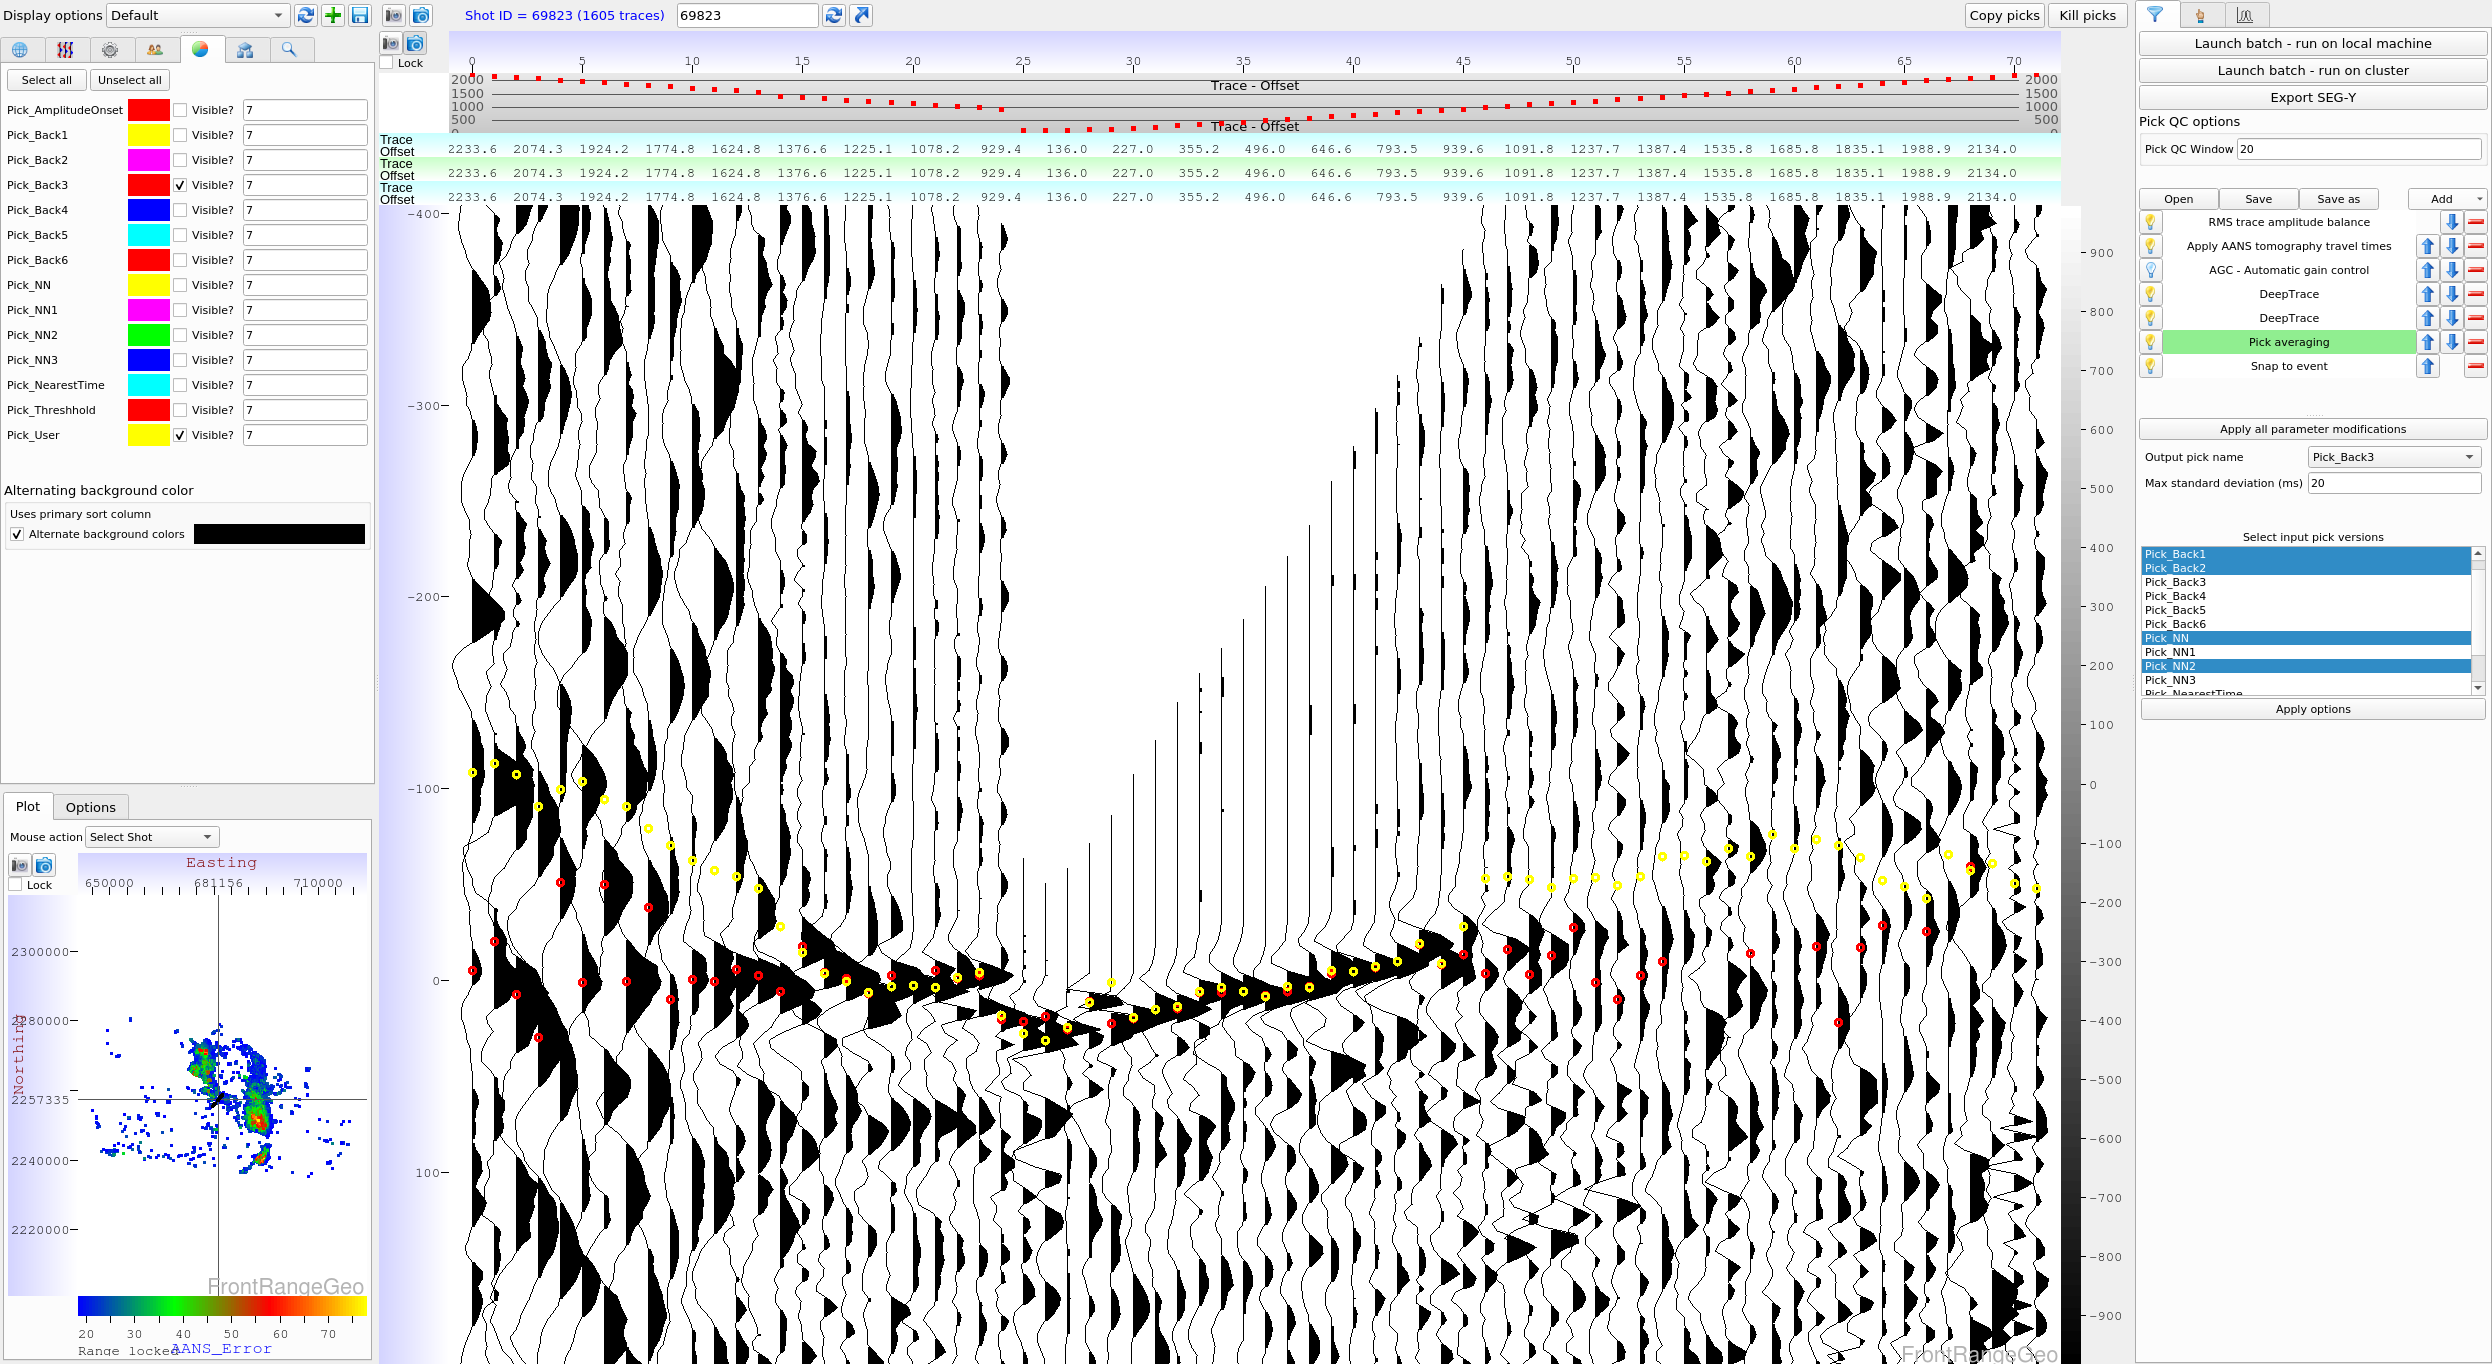 Display options Default
Shot ID = 69823 (1605 traces) 69823
Copy picks Kill picks
Lock
Select all Unselect all
Pick_AmplitudeOnset Visible? 7
Pick_Back1 Visible? 7
Pick_Back2 Visible? 7
Pick_Back3 Visible? 7
Pick_Back4 Visible? 7
Pick_Back5 Visible? 7
Pick_Back6 Visible? 7
Pick_NN Visible? 7
Pick_NN1 Visible? 7
Pick_NN2 Visible? 7
Pick_NN3 Visible? 7
Pick_NearestTime Visible? 7
Pick_Threshhold Visible? 7
Pick_User Visible? 7
Alternating background color
Uses primary sort column
Alternate background colors
Plot Options
Mouse action Select Shot
Lock
Easting
650000 681156 710000
Northing
2300000
2280000
2257335
2240000
2220000
FrontRangeGeo
20 30 40 50 60 70
Range locked AANS_Error
0 5 10 15 20 25 30 35 40 45 50 55 60 65 70
2000 2000
1500 1500
1000 1000
500 500
0 0
Trace - Offset
Trace - Offset
Trace
Offset 2233.6 2074.3 1924.2 1774.8 1624.8 1376.6 1225.1 1078.2 929.4 136.0 227.0 355.2 496.0 646.6 793.5 939.6 1091.8 1237.7 1387.4 1535.8 1685.8 1835.1 1988.9 2134.0
Trace
Offset 2233.6 2074.3 1924.2 1774.8 1624.8 1376.6 1225.1 1078.2 929.4 136.0 227.0 355.2 496.0 646.6 793.5 939.6 1091.8 1237.7 1387.4 1535.8 1685.8 1835.1 1988.9 2134.0
Trace
Offset 2233.6 2074.3 1924.2 1774.8 1624.8 1376.6 1225.1 1078.2 929.4 136.0 227.0 355.2 496.0 646.6 793.5 939.6 1091.8 1237.7 1387.4 1535.8 1685.8 1835.1 1988.9 2134.0
-400
-300
-200
-100
0
100
FrontRangeGeo
900
800
700
600
500
400
300
200
100
0
-100
-200
-300
-400
-500
-600
-700
-800
-900
Launch batch - run on local machine
Launch batch - run on cluster
Export SEG-Y
Pick QC options
Pick QC Window 20
Open Save Save as Add
RMS trace amplitude balance
Apply AANS tomography travel times
AGC - Automatic gain control
DeepTrace
DeepTrace
Pick averaging
Snap to event
Apply all parameter modifications
Output pick name Pick_Back3
Max standard deviation (ms) 20
Select input pick versions
Pick_Back1
Pick_Back2
Pick_Back3
Pick_Back4
Pick_Back5
Pick_Back6
Pick_NN
Pick_NN1
Pick_NN2
Pick_NN3
Pick_NearestTime
Apply options